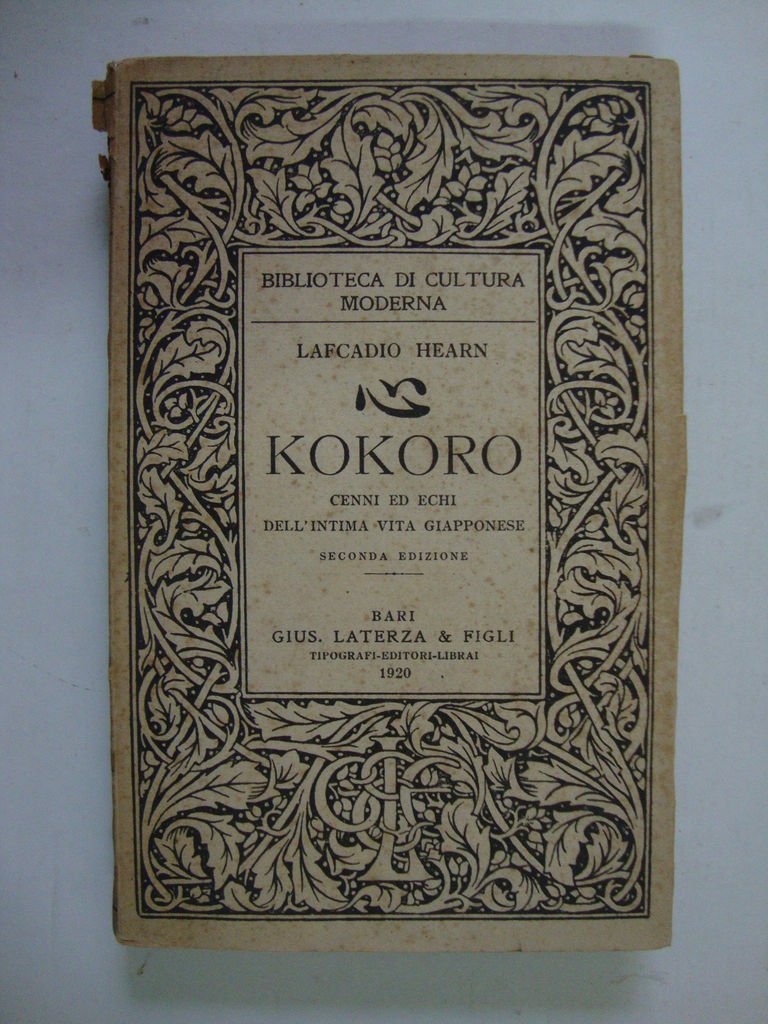 BIBLIOTECA DI CULTURA
MODERNA
LAFCADIO HEARN
心
KOKORO
CENNI ED ECHI
DELL'INTIMA VITA GIAPPONESE
SECONDA EDIZIONE
BARI
GIUS. LATERZA & FIGLI
TIPOGRAFI-EDITORI-LIBRAI
1920